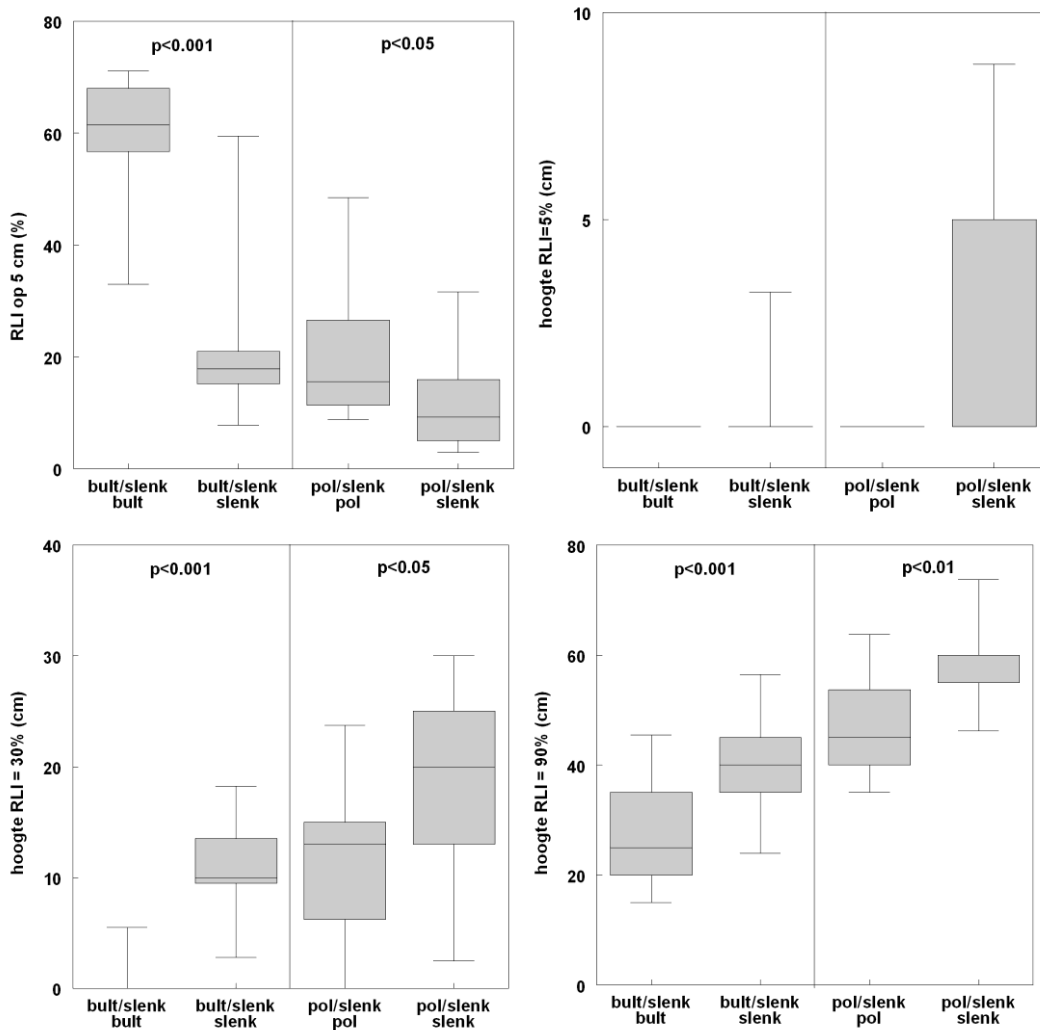 80
60
40
20
0
RLI op 5 cm (%)
p<0.001
p<0.05
bult/slenk bult/slenk pol/slenk pol/slenk
bult slenk pol slenk
10
5
0
hoogte RLI=5% (cm)
bult/slenk bult/slenk pol/slenk pol/slenk
bult slenk pol slenk
40
30
20
10
0
hoogte RLI = 30% (cm)
p<0.001
p<0.05
bult/slenk bult/slenk pol/slenk pol/slenk
bult slenk pol slenk
80
60
40
20
0
hoogte RLI = 90% (cm)
p<0.001
p<0.01
bult/slenk bult/slenk pol/slenk pol/slenk
bult slenk pol slenk